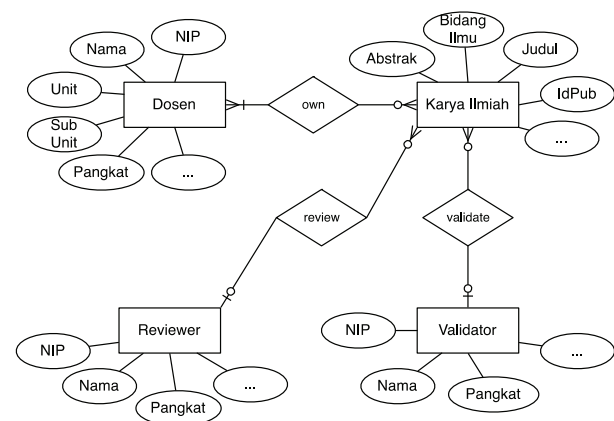 Bidang
Ilmu
Nama
NIP
Abstrak
Judul
Unit
Dosen
own
Karya Ilmiah
IdPub
Sub
Unit
...
Pangkat
...
review
validate
Reviewer
Validator
NIP
NIP
...
Nama
...
Nama
Pangkat
Pangkat